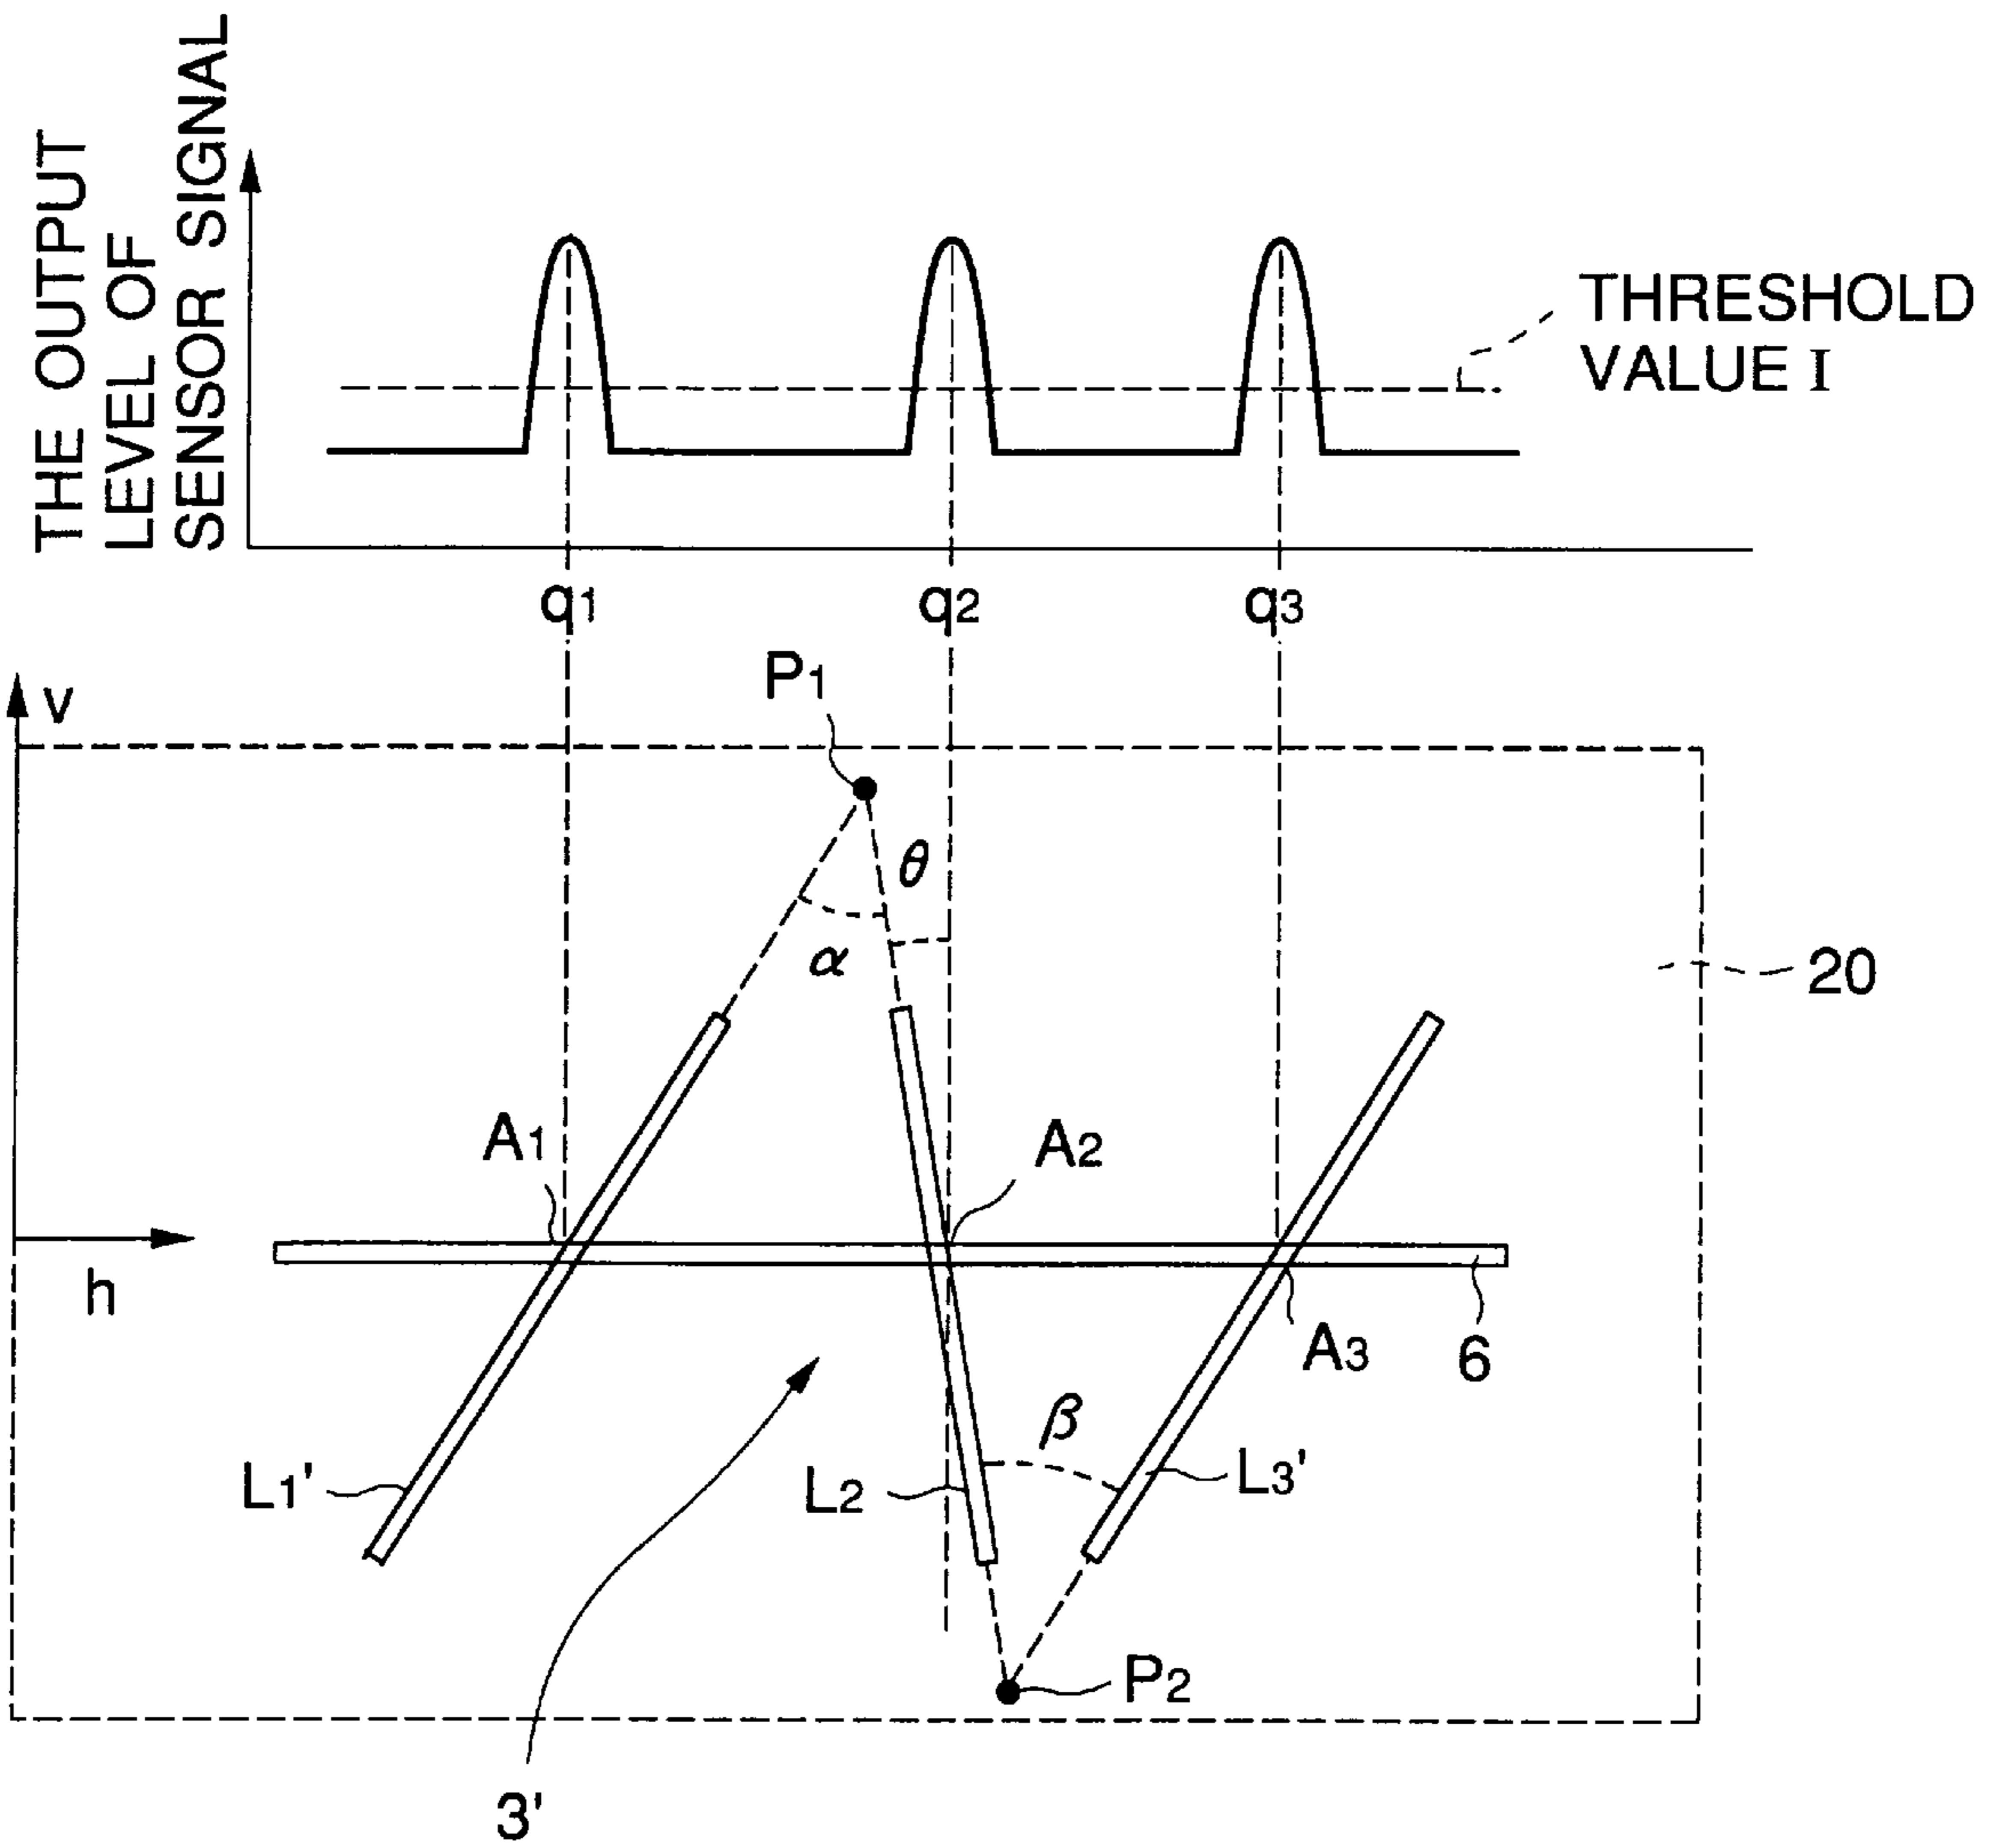 THE OUTPUT
LEVEL OF
SENSOR SIGNAL
THRESHOLD
VALUE I
q1
q2
q3
P1
v
θ
α
20
A1
A2
h
A3
6
β
L1'
L2
L3'
P2
3'